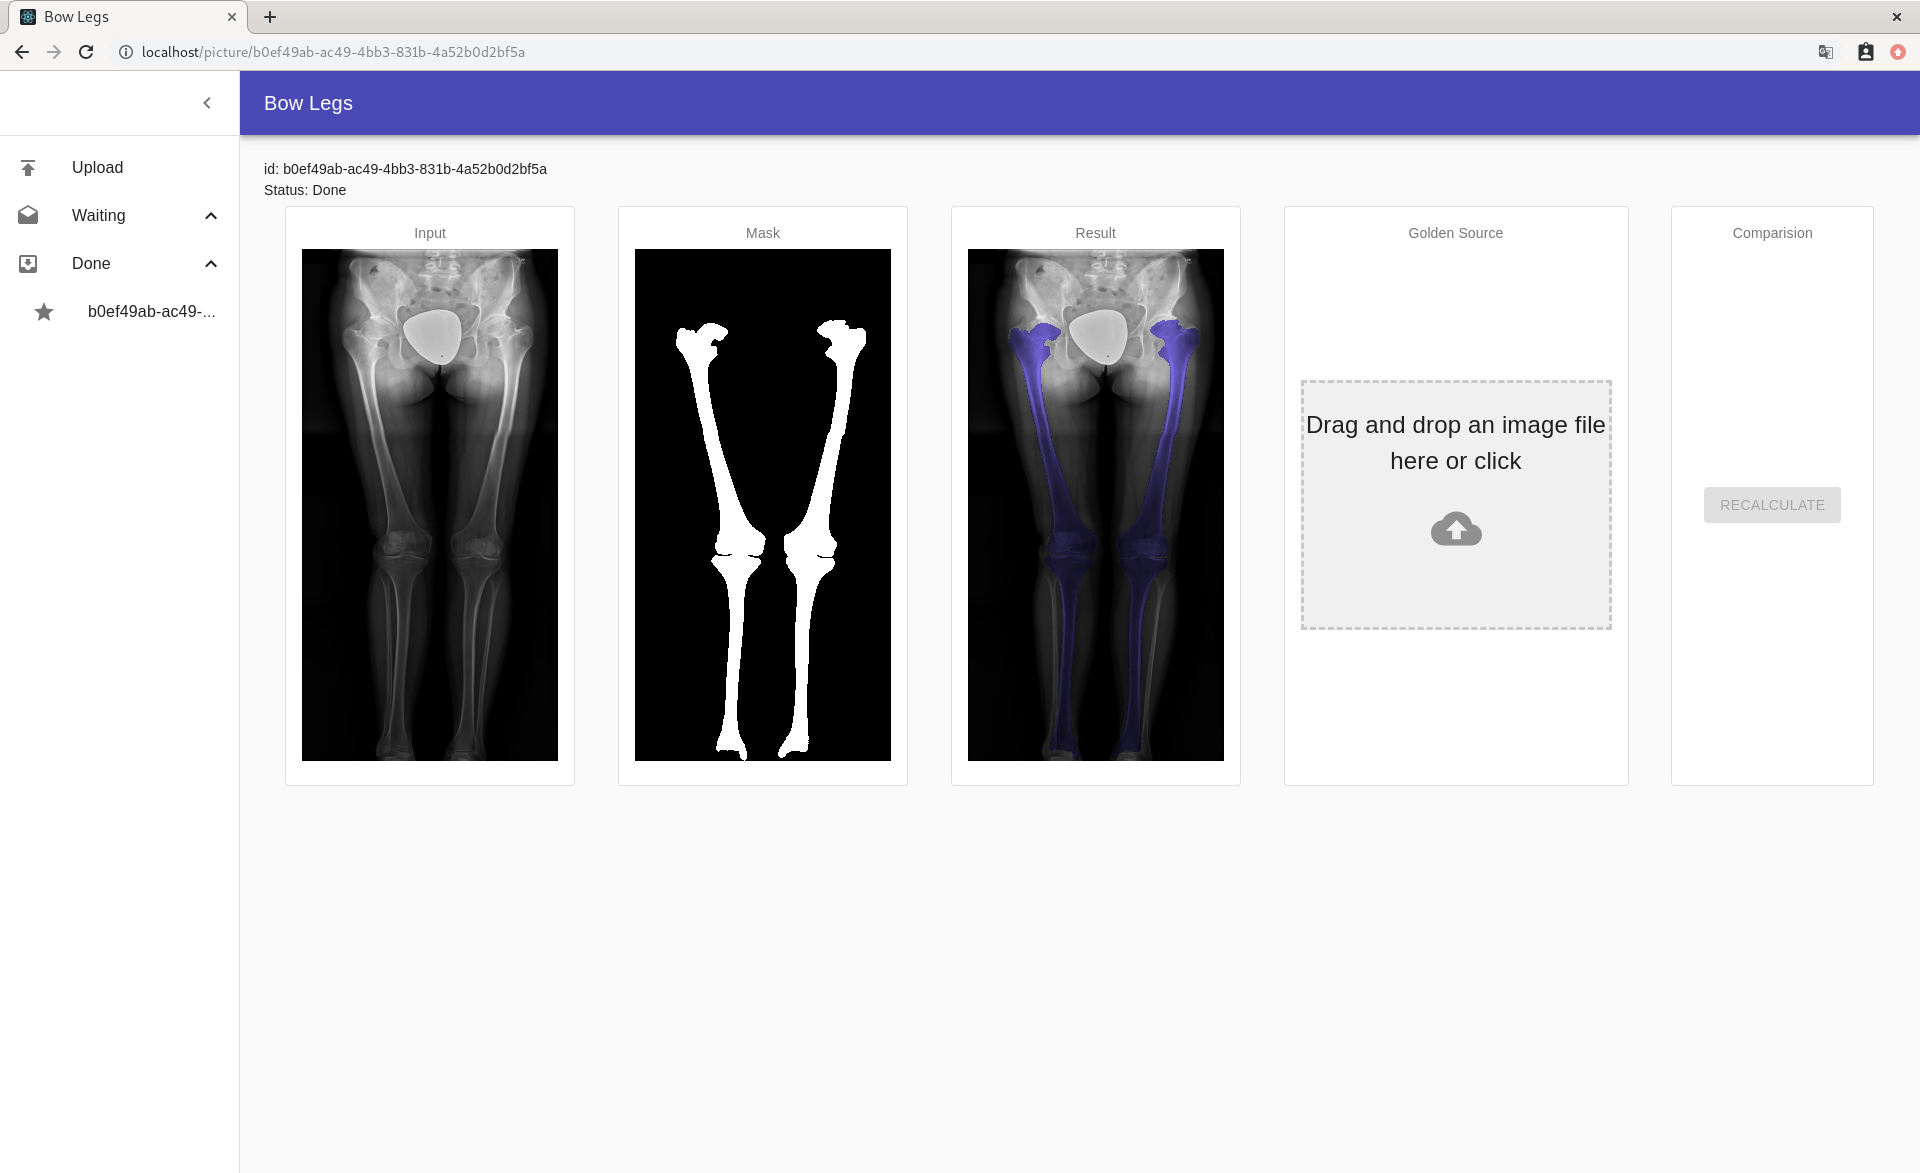 Bow Legs
localhost/picture/b0ef49ab-ac49-4bb3-831b-4a52b0d2bf5a
Bow Legs
Upload
Waiting
Done
b0ef49ab-ac49-...
id: b0ef49ab-ac49-4bb3-831b-4a52b0d2bf5a
Status: Done
Input
Mask
Result
Golden Source
Drag and drop an image file
here or click
Comparision
RECALCULATE